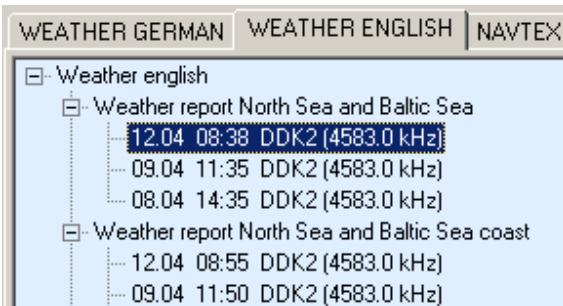 WEATHER GERMAN WEATHER ENGLISH NAVTEX
Weather english
Weather report North Sea and Baltic Sea
12.04 08:38 DDK2 (4583.0 kHz)
09.04 11:35 DDK2 (4583.0 kHz)
08.04 14:35 DDK2 (4583.0 kHz)
Weather report North Sea and Baltic Sea coast
12.04 08:55 DDK2 (4583.0 kHz)
09.04 11:50 DDK2 (4583.0 kHz)